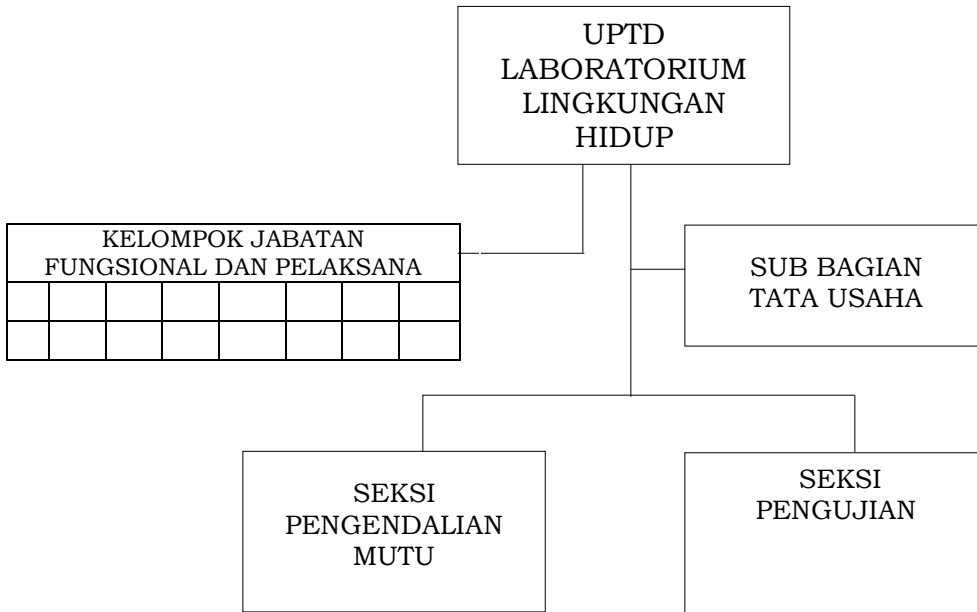 UPTD
LABORATORIUM
LINGKUNGAN
HIDUP
KELOMPOK JABATAN
FUNGSIONAL DAN PELAKSANA
SUB BAGIAN
TATA USAHA
SEKSI
PENGENDALIAN
MUTU
SEKSI
PENGUJIAN